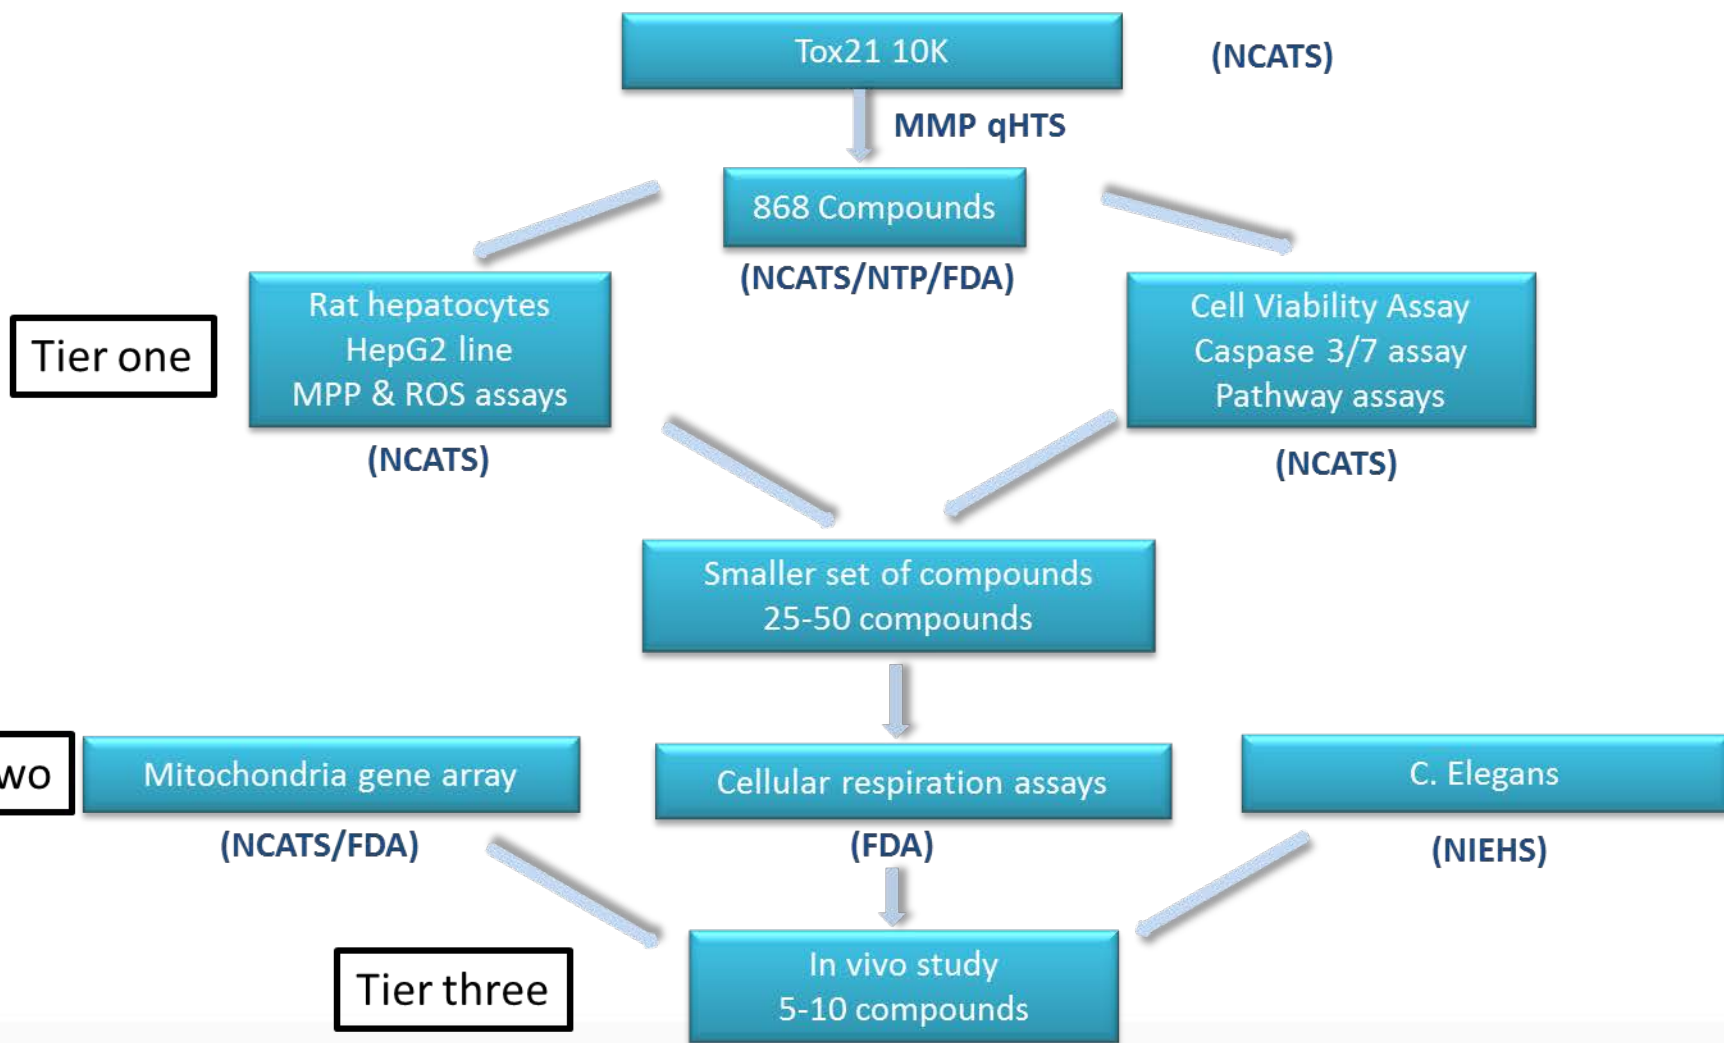 Tox21 10K
(NCATS)
MMP qHTS
868 Compounds
(NCATS/NTP/FDA)
Tier one
Rat hepatocytes
HepG2 line
MPP & ROS assays
(NCATS)
Cell Viability Assay
Caspase 3/7 assay
Pathway assays
(NCATS)
Smaller set of compounds
25-50 compounds
wo
Mitochondria gene array
(NCATS/FDA)
Cellular respiration assays
(FDA)
C. Elegans
(NIEHS)
Tier three
In vivo study
5-10 compounds